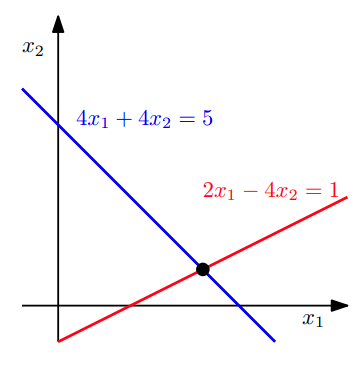 x₂
4x₁ + 4x₂ = 5
2x₁ − 4x₂ = 1
x₁